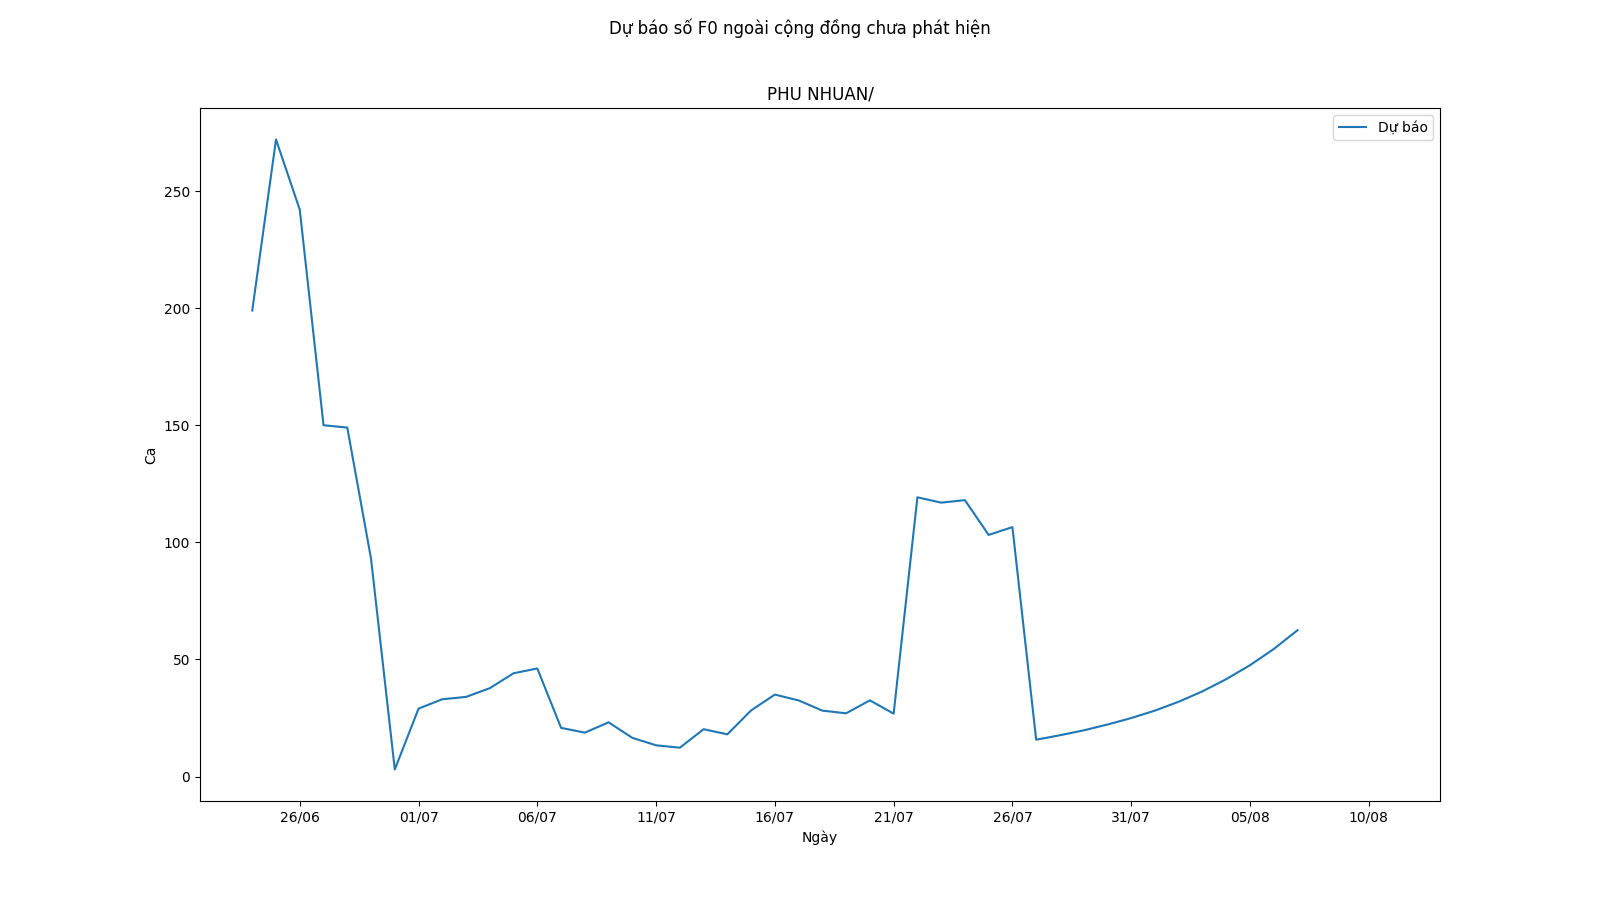 Dự báo số F0 ngoài cộng đồng chưa phát hiện
PHU NHUAN/
Dự báo
250
200
150
100
50
0
Ca
26/06 01/07 06/07 11/07 16/07 21/07 26/07 31/07 05/08 10/08
Ngày